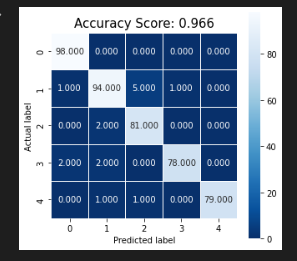 Accuracy Score: 0.966
0 98.000 0.000 0.000 0.000 0.000
1 1.000 94.000 5.000 1.000 0.000
2 0.000 2.000 81.000 0.000 0.000
3 2.000 2.000 0.000 78.000 0.000
4 0.000 1.000 1.000 0.000 79.000
0 1 2 3 4
Actual label
Predicted label
80
60
40
20
0